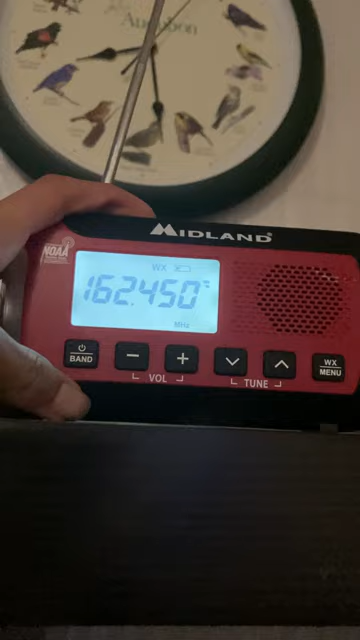 Audubon
MIDLAND
NOAA
WX
162.450
MHz
BAND
VOL
TUNE
WX
MENU